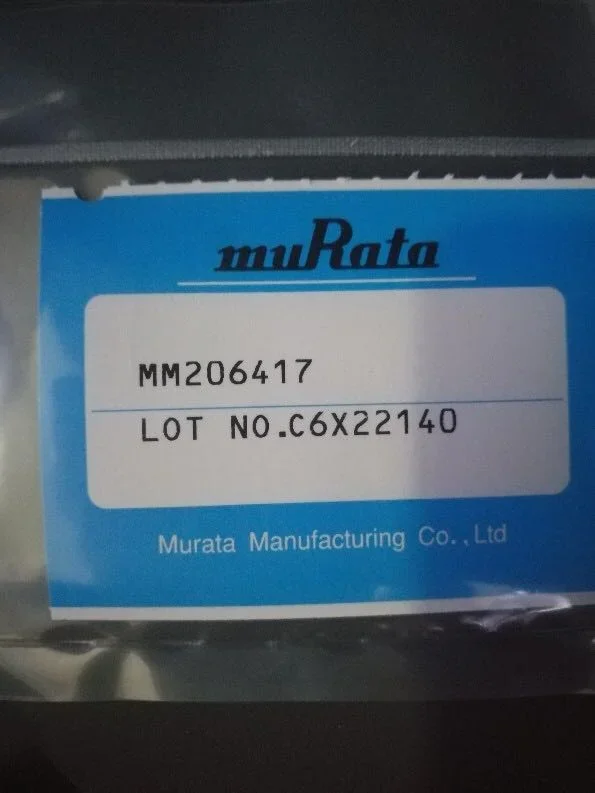 muRata
MM206417
LOT NO.C6X22140
Murata Manufacturing Co., Ltd